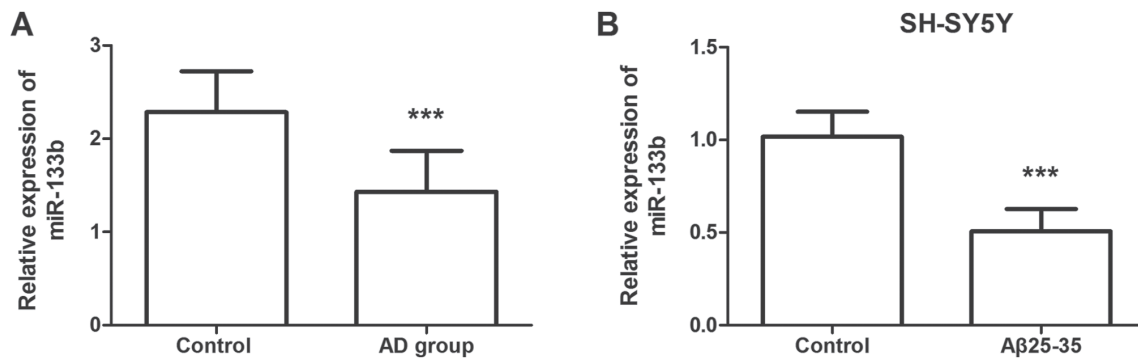 A
Relative expression of
miR-133b
3
2
1
0
***
Control
AD group
B
SH-SY5Y
Relative expression of
miR-133b
1.5
1.0
0.5
0.0
***
Control
Aβ25-35